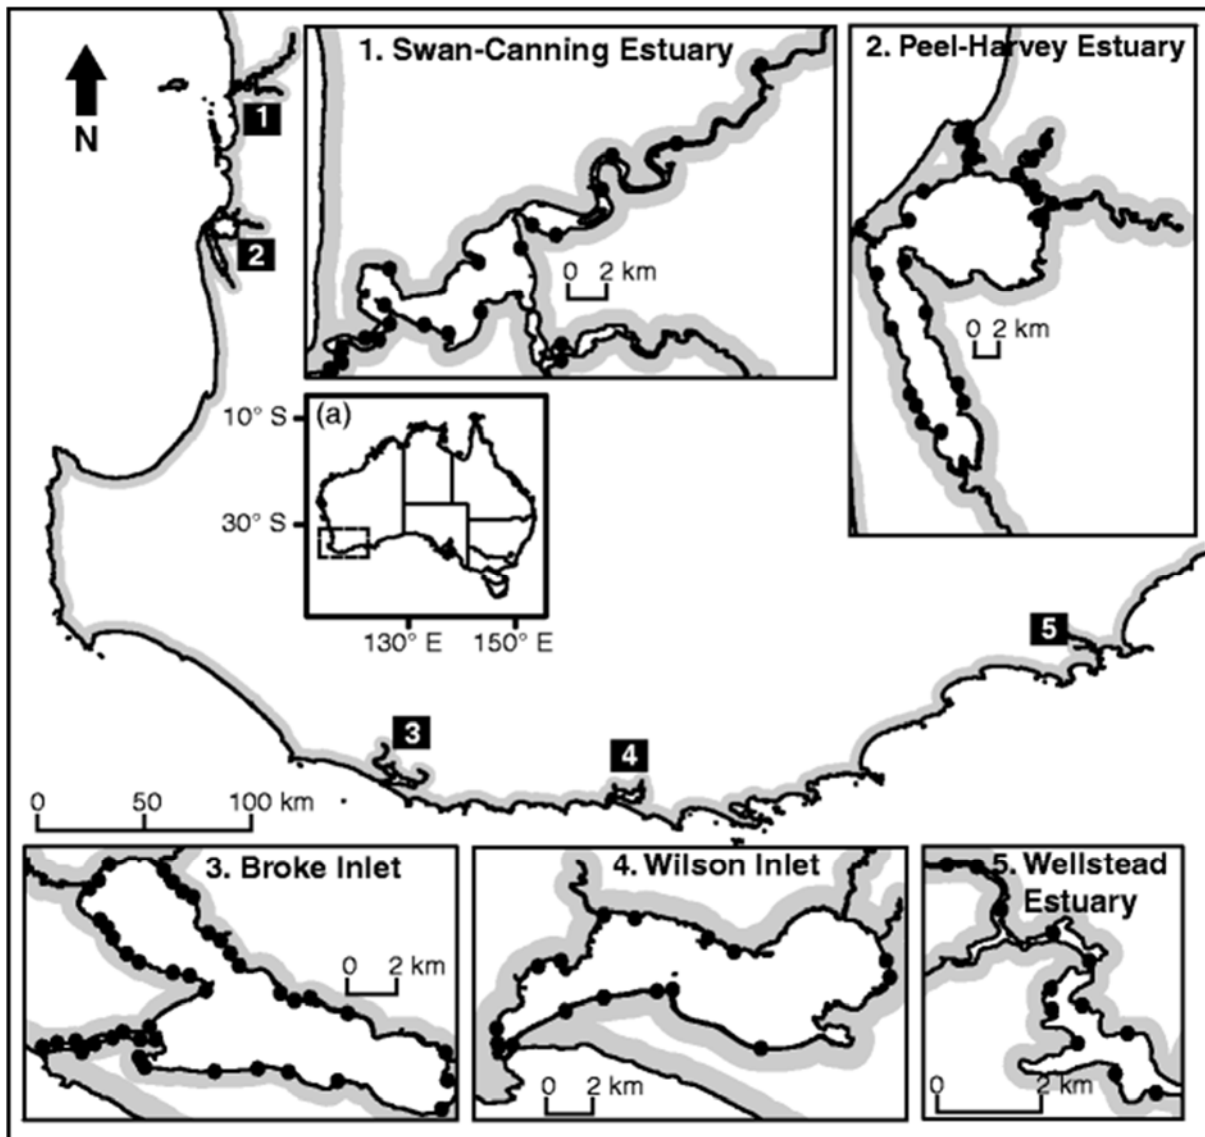 N
1
2
1. Swan-Canning Estuary
0 2 km
2. Peel-Harvey Estuary
0 2 km
(a)
10° S
30° S
130° E 150° E
5
3
4
0 50 100 km
3. Broke Inlet
0 2 km
4. Wilson Inlet
0 2 km
5. Wellstead
Estuary
0 2 km